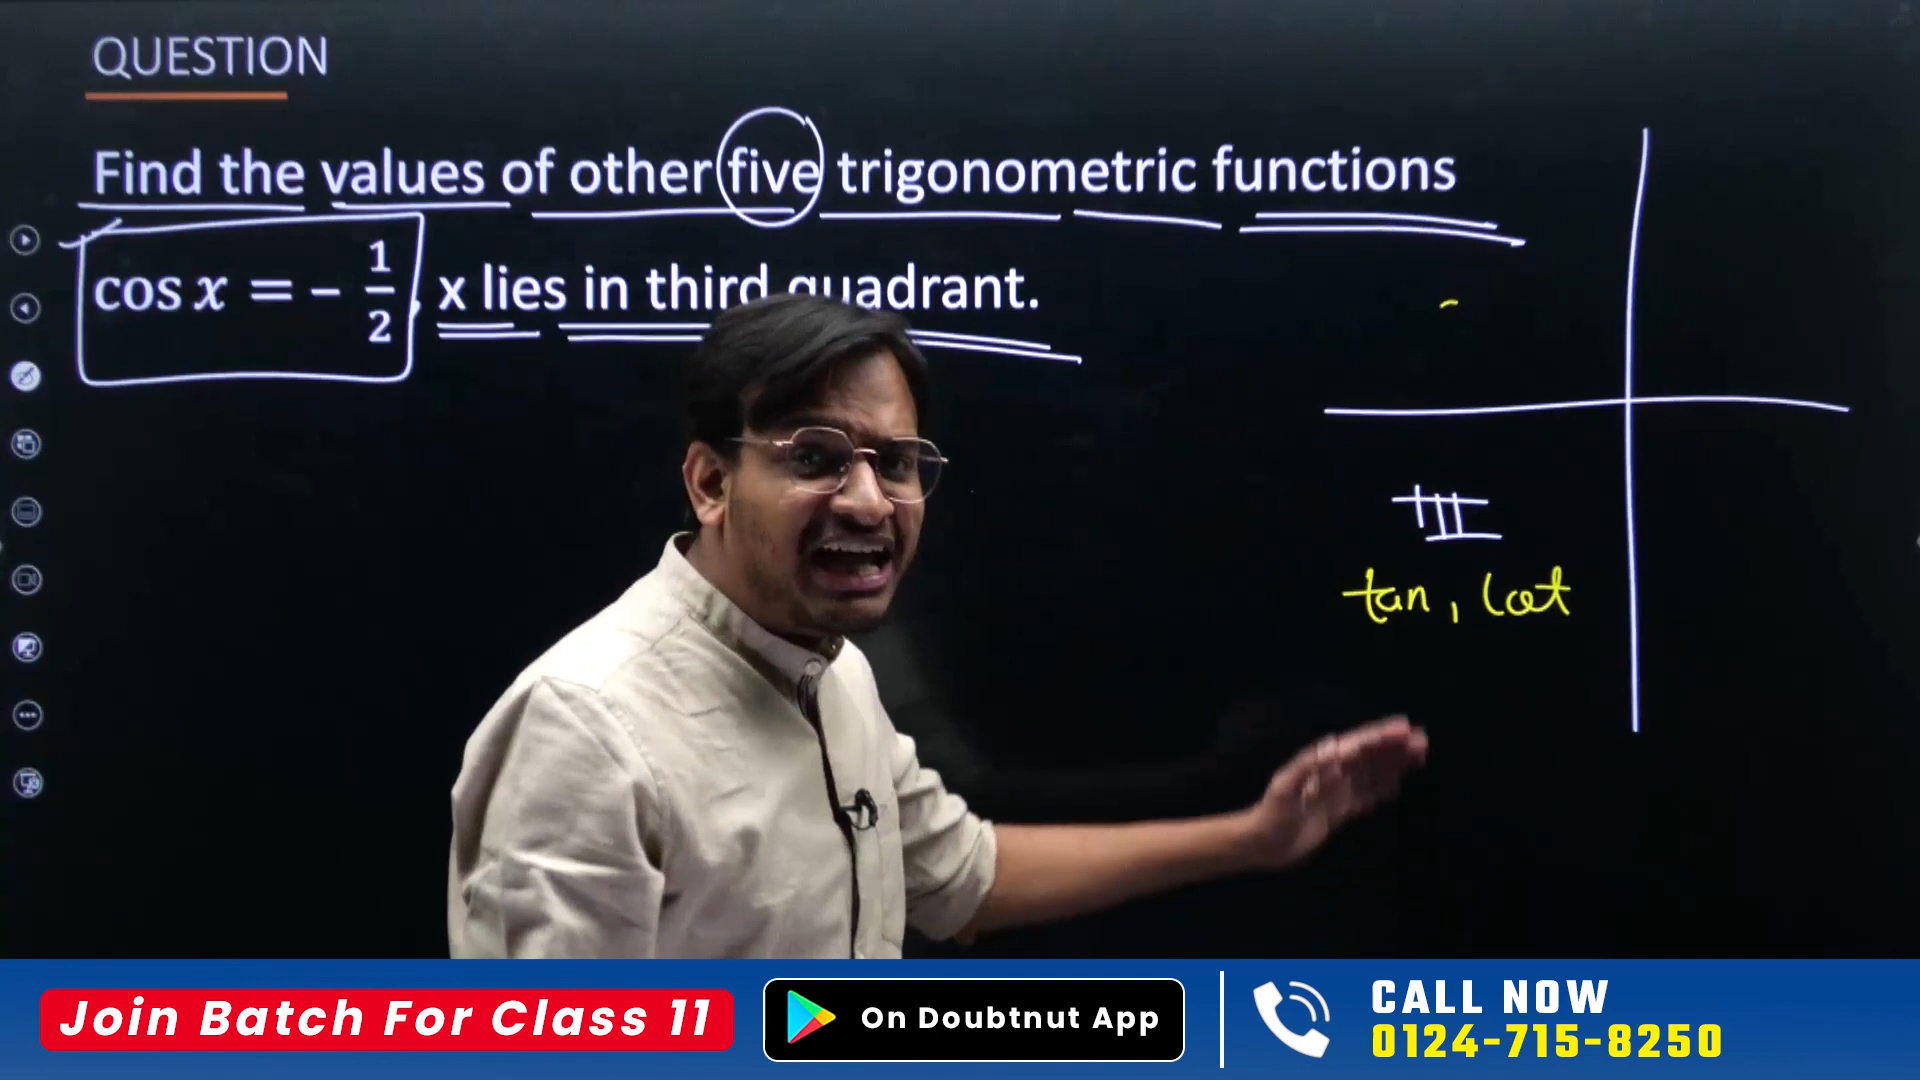 QUESTION
Find the values of other five trigonometric functions
cos x = - 1/2, x lies in third quadrant.
III
tan, cot
Join Batch For Class 11
On Doubtnut App
CALL NOW
0124-715-8250